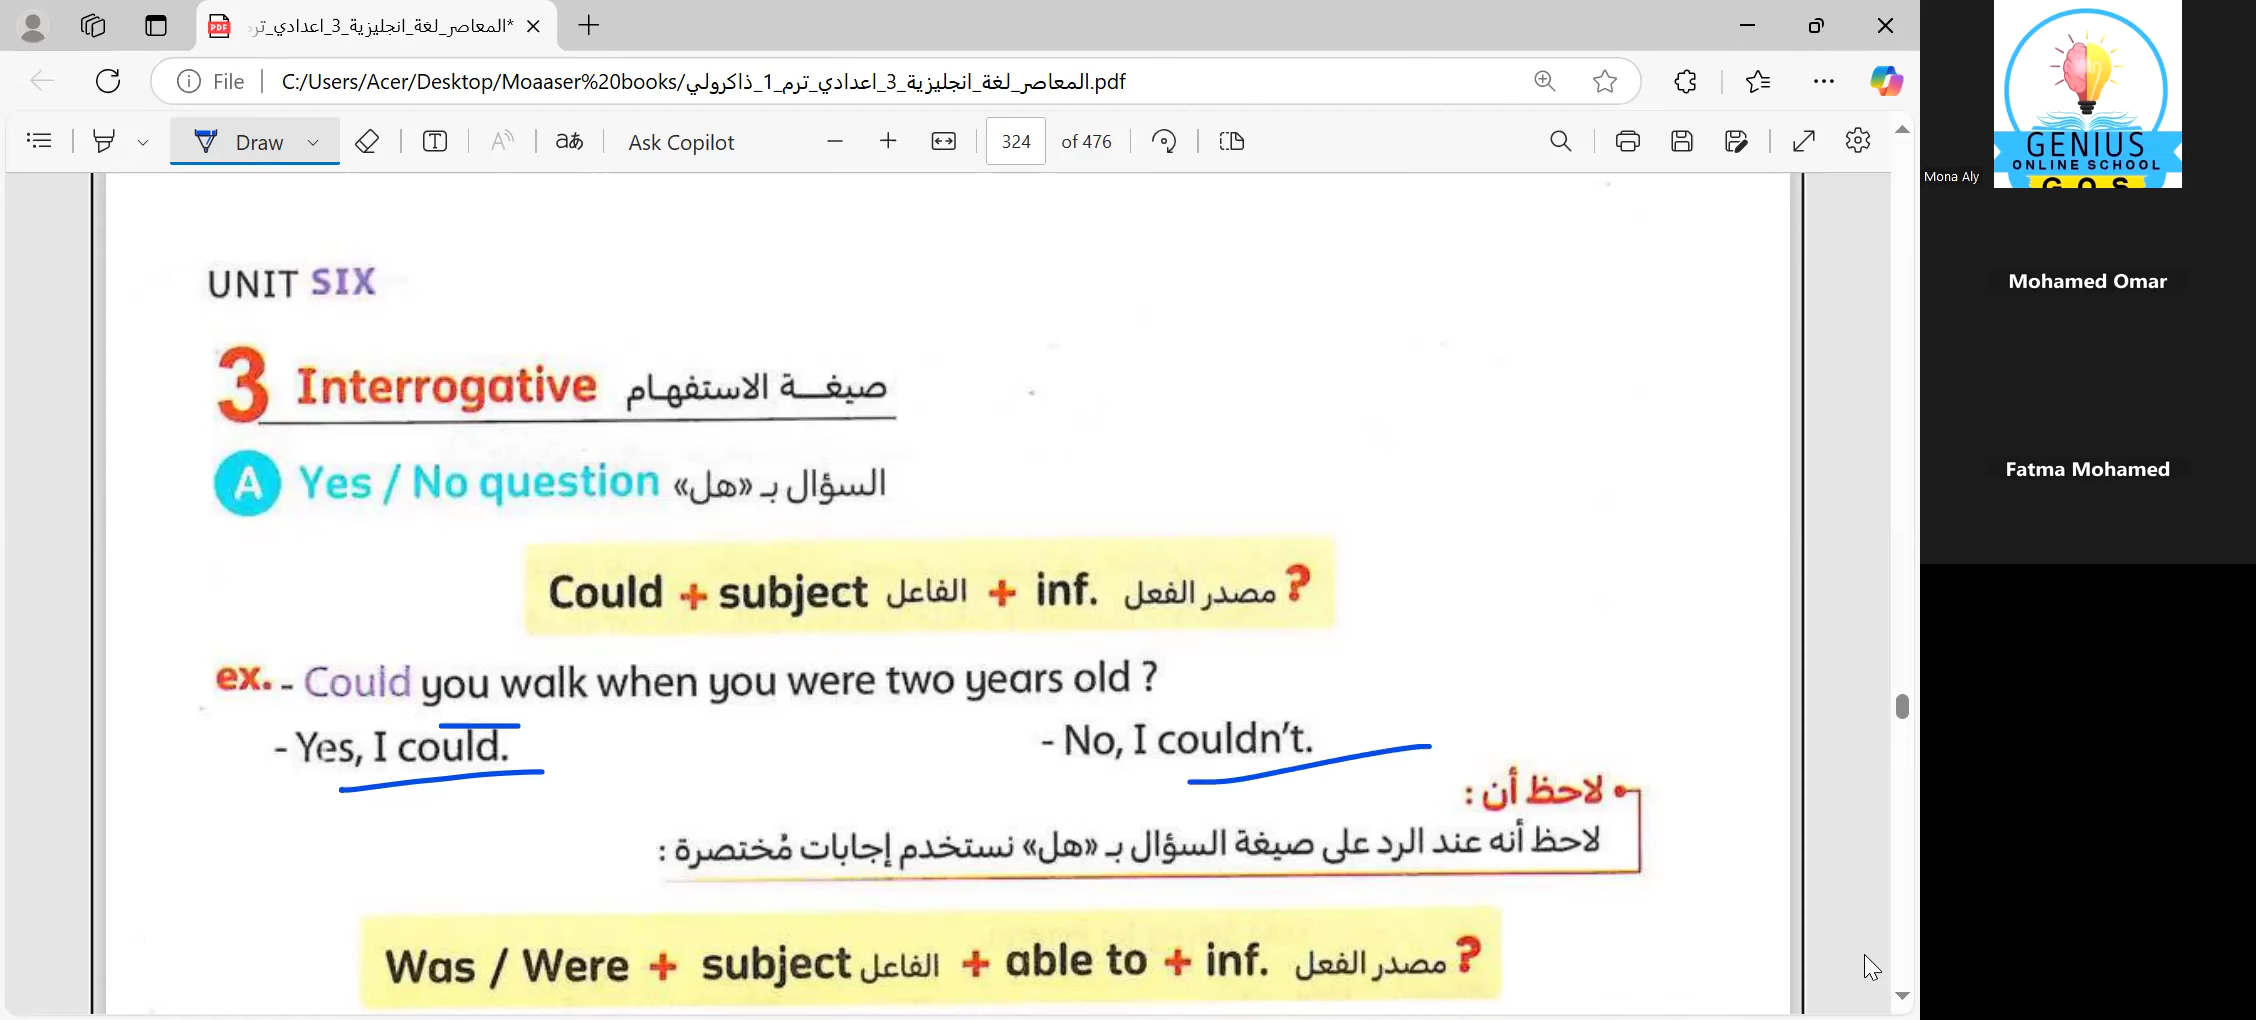 *المعاصر_لغة_انجليزية_3_اعدادي_تر
File
C:/Users/Acer/Desktop/Moaaser%20books/المعاصر_لغة_انجليزية_3_اعدادي_ترم_1_ذاكرولي.pdf
Draw
T
A
aあ
Ask Copilot
324 of 476
UNIT SIX
3 Interrogative صيغة الاستفهام
A Yes / No question السؤال بـ «هل»
Could + subject الفاعل + inf. مصدر الفعل ?
ex. - Could you walk when you were two years old ?
- Yes, I could. - No, I couldn't.
لاحظ أن :
لاحظ أنه عند الرد على صيغة السؤال بـ «هل» نستخدم إجابات مُختصرة :
Was / Were + subject الفاعل + able to + inf. مصدر الفعل ?
GENIUS
ONLINE SCHOOL
G O S
Mona Aly
Mohamed Omar
Fatma Mohamed